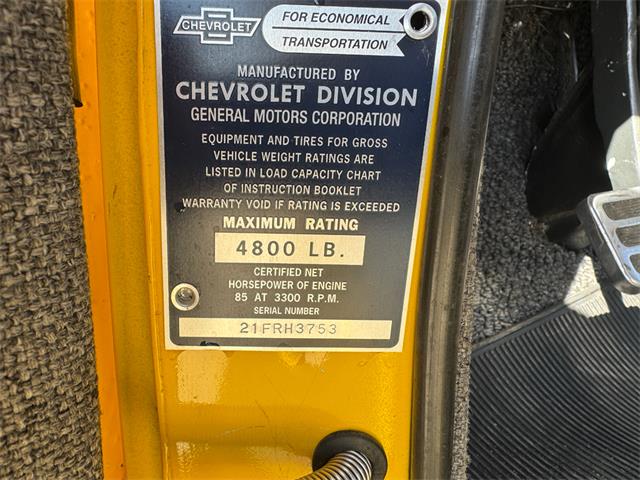 CHEVROLET
FOR ECONOMICAL
TRANSPORTATION
MANUFACTURED BY
CHEVROLET DIVISION
GENERAL MOTORS CORPORATION
EQUIPMENT AND TIRES FOR GROSS
VEHICLE WEIGHT RATINGS ARE
LISTED IN LOAD CAPACITY CHART
OF INSTRUCTION BOOKLET
WARRANTY VOID IF RATING IS EXCEEDED
MAXIMUM RATING
4800 LB.
CERTIFIED NET
HORSEPOWER OF ENGINE
85 AT 3300 R.P.M.
SERIAL NUMBER
21FRH3753